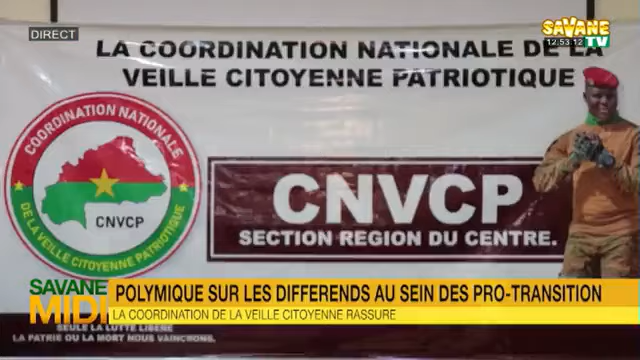 DIRECT
SAVANE
12:53:12 TV
LA COORDINATION NATIONALE DE LA
VEILLE CITOYENNE PATRIOTIQUE
COORDINATION NATIONALE
CNVCP
DE LA VEILLE CITOYENNE PATRIOTIQUE
CNVCP
SECTION REGION DU CENTRE.
SAVANE
MIDI
POLYMIQUE SUR LES DIFFERENDS AU SEIN DES PRO-TRANSITION
LA COORDINATION DE LA VEILLE CITOYENNE RASSURE
SEULE LA LUTTE LIBERE
LA PATRIE OU LA MORT NOUS VAINCRONS.